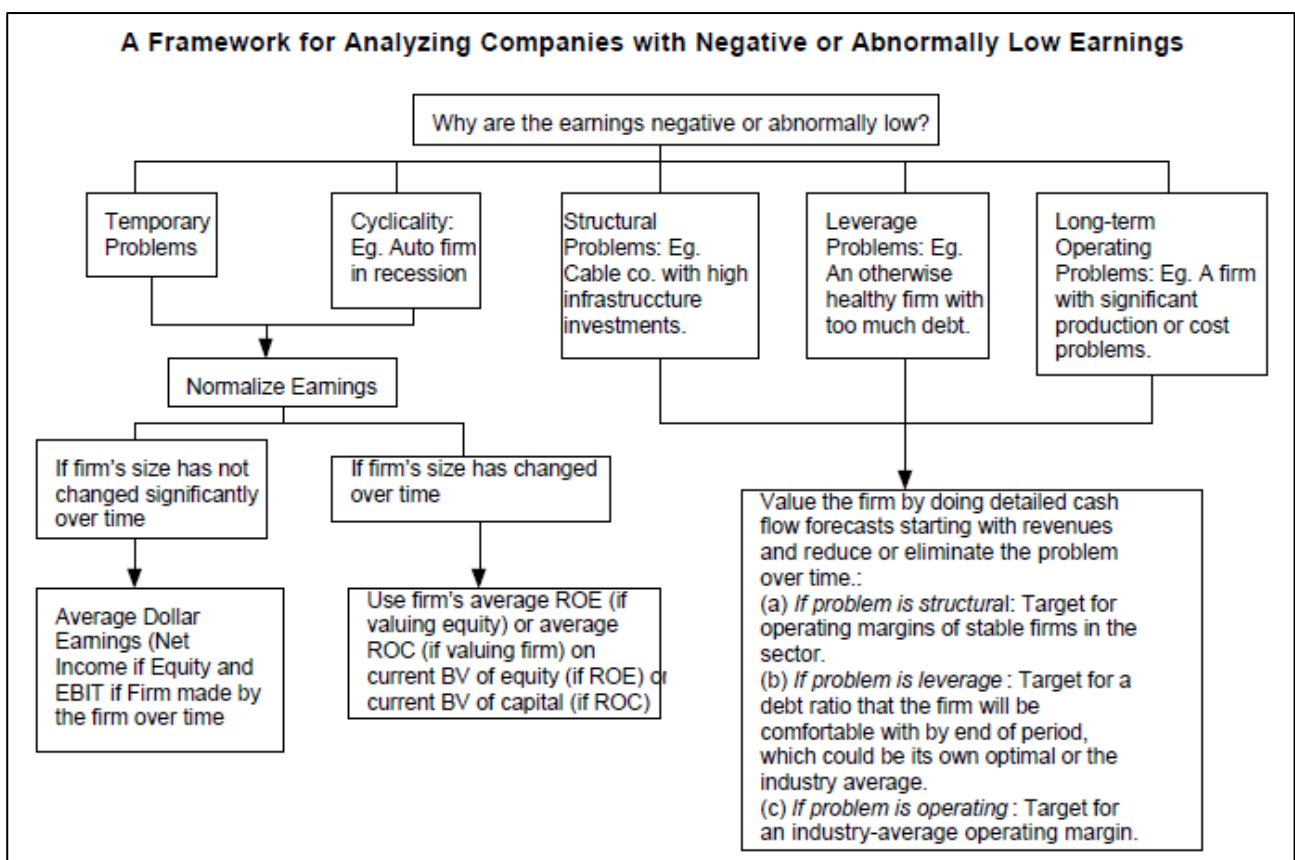 A Framework for Analyzing Companies with Negative or Abnormally Low Earnings
Why are the earnings negative or abnormally low?
Temporary
Problems
Cyclicality:
Eg. Auto firm
in recession
Structural
Problems: Eg.
Cable co. with high
infrastruccture
investments.
Leverage
Problems: Eg.
An otherwise
healthy firm with
too much debt.
Long-term
Operating
Problems: Eg. A firm
with significant
production or cost
problems.
Normalize Earnings
If firm's size has not
changed significantly
over time
If firm's size has changed
over time
Average Dollar
Earnings (Net
Income if Equity and
EBIT if Firm made by
the firm over time
Use firm's average ROE (if
valuing equity) or average
ROC (if valuing firm) on
current BV of equity (if ROE) or
current BV of capital (if ROC)
Value the firm by doing detailed cash
flow forecasts starting with revenues
and reduce or eliminate the problem
over time.:
(a) If problem is structural: Target for
operating margins of stable firms in the
sector.
(b) If problem is leverage : Target for a
debt ratio that the firm will be
comfortable with by end of period,
which could be its own optimal or the
industry average.
(c) If problem is operating : Target for
an industry-average operating margin.